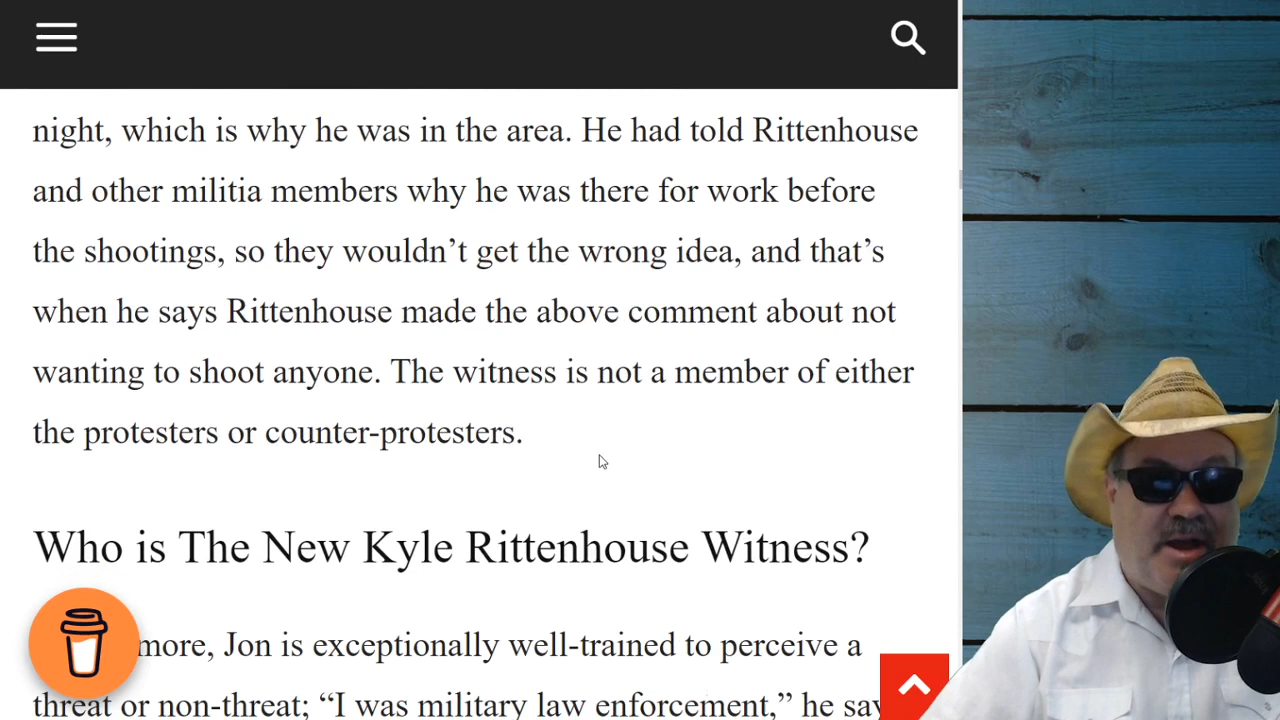 night, which is why he was in the area. He had told Rittenhouse
and other militia members why he was there for work before
the shootings, so they wouldn’t get the wrong idea, and that’s
when he says Rittenhouse made the above comment about not
wanting to shoot anyone. The witness is not a member of either
the protesters or counter-protesters.
Who is The New Kyle Rittenhouse Witness?
more, Jon is exceptionally well-trained to perceive a
threat or non-threat; “I was military law enforcement,” he